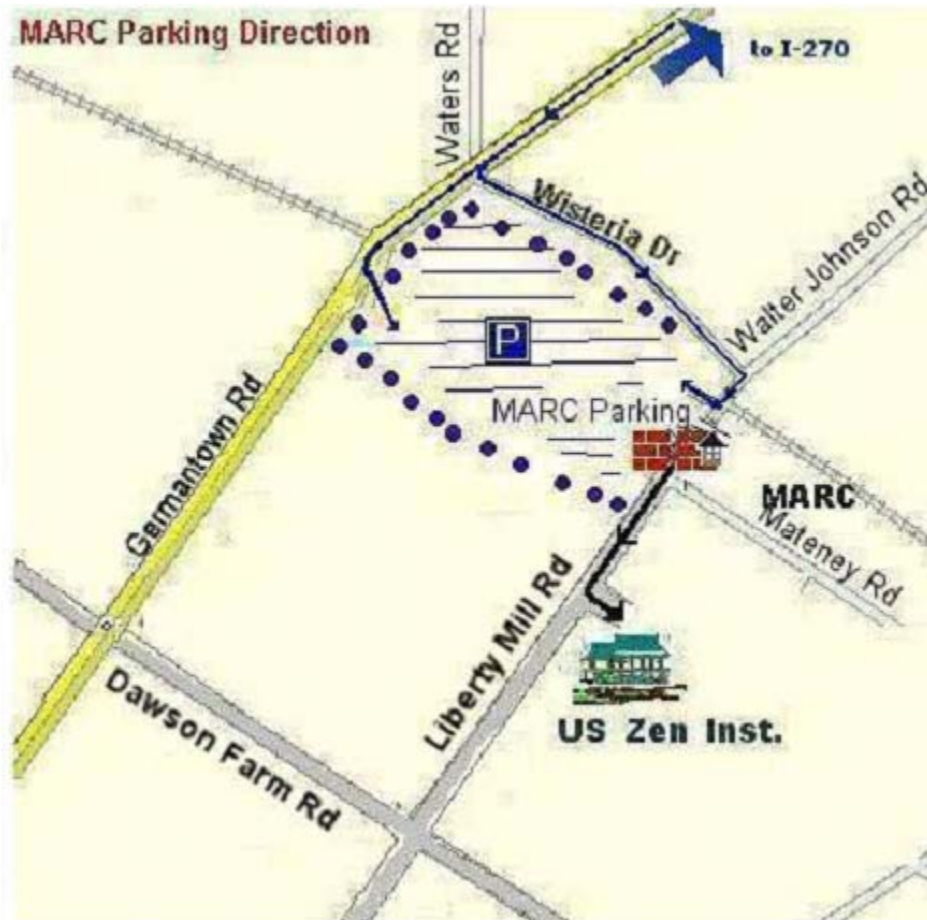 MARC Parking Direction
Waters Rd
to I-270
Wisteria Dr
Walter Johnson Rd
P
MARC Parking
Germantown Rd
MARC
Mateney Rd
Liberty Mill Rd
US Zen Inst.
Dawson Farm Rd